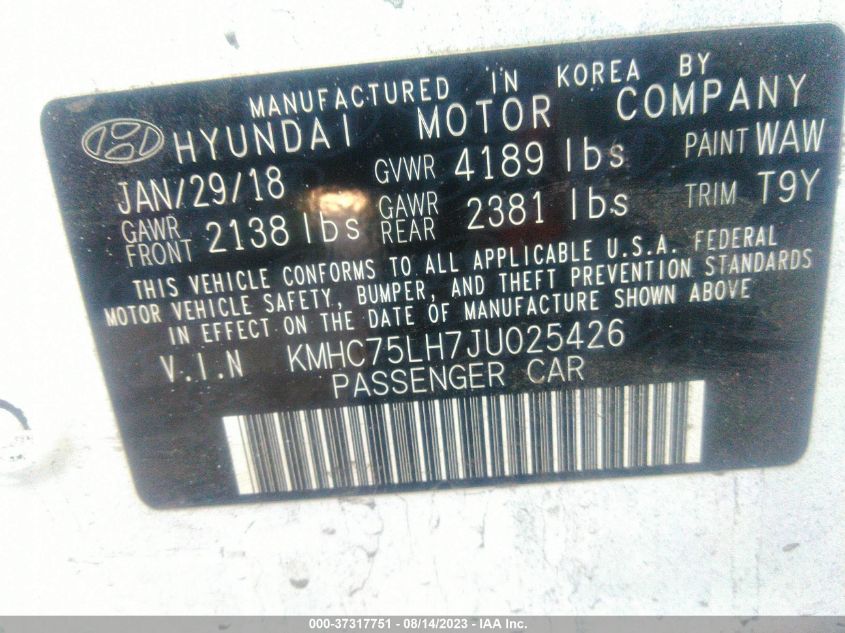 MANUFACTURED IN KOREA BY
HYUNDAI MOTOR COMPANY
JAN/29/18 GVWR 4189 lbs PAINT WAW
GAWR FRONT 2138 lbs GAWR REAR 2381 lbs TRIM T9Y
THIS VEHICLE CONFORMS TO ALL APPLICABLE U.S.A. FEDERAL
MOTOR VEHICLE SAFETY, BUMPER, AND THEFT PREVENTION STANDARDS
IN EFFECT ON THE DATE OF MANUFACTURE SHOWN ABOVE
V.I.N KMHC75LH7JU025426
PASSENGER CAR
000-37317751 - 08/14/2023 - IAA Inc.